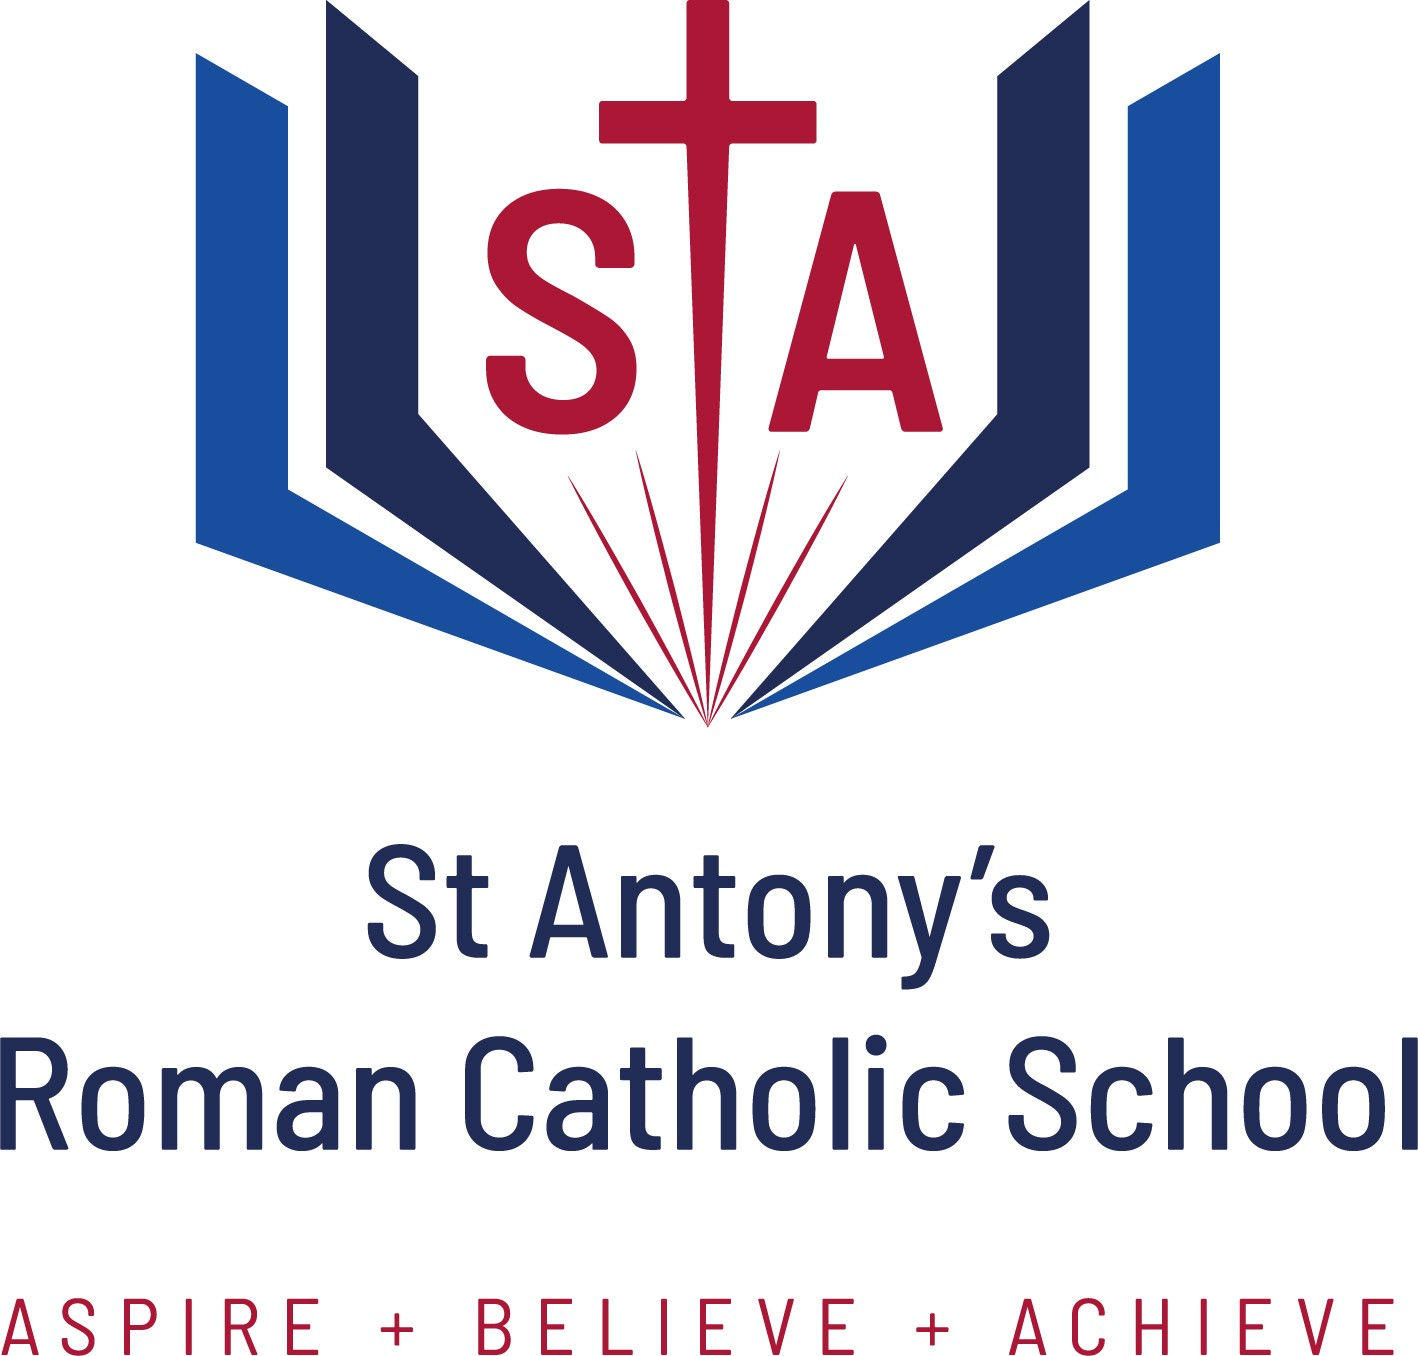 STA
St Antony’s
Roman Catholic School
ASPIRE + BELIEVE + ACHIEVE